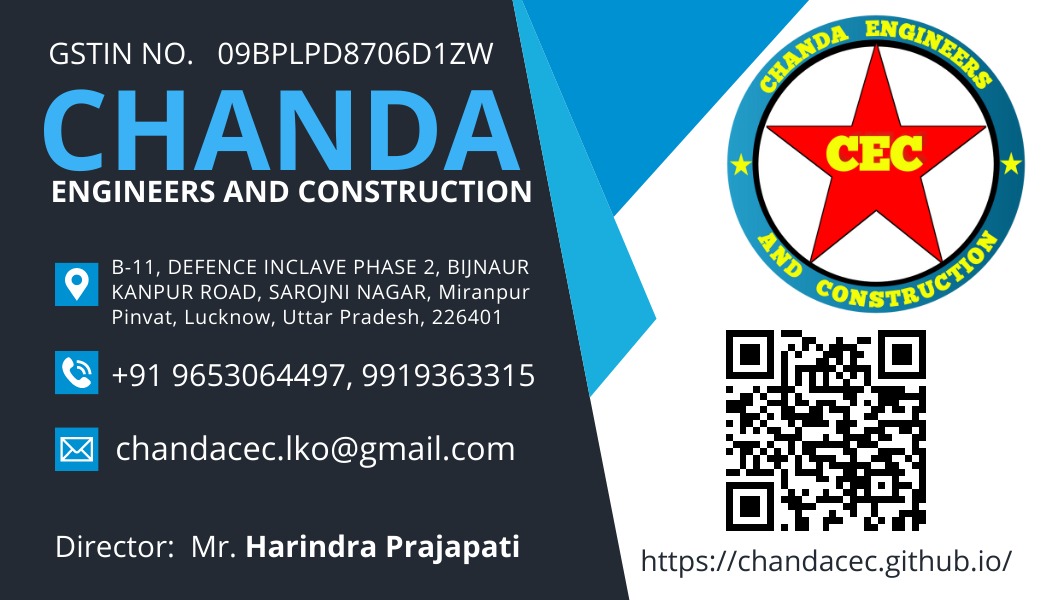 GSTIN NO. 09BPLPD8706D1ZW
CHANDA
ENGINEERS AND CONSTRUCTION
B-11, DEFENCE INCLAVE PHASE 2, BIJNAUR
KANPUR ROAD, SAROJNI NAGAR, Miranpur
Pinvat, Lucknow, Uttar Pradesh, 226401
+91 9653064497, 9919363315
chandacec.lko@gmail.com
Director: Mr. Harindra Prajapati
CHANDA ENGINEERS
CEC
AND CONSTRUCTION
https://chandacec.github.io/